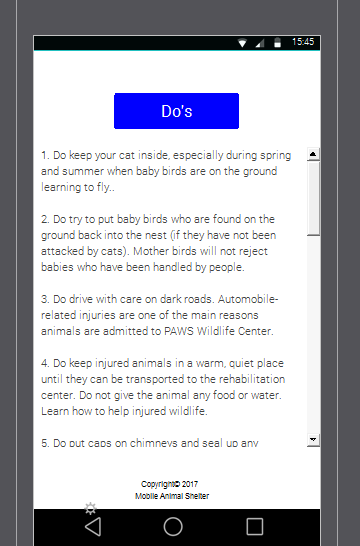 15:45
Do's
1. Do keep your cat inside, especially during spring
and summer when baby birds are on the ground
learning to fly..
2. Do try to put baby birds who are found on the
ground back into the nest (if they have not been
attacked by cats). Mother birds will not reject
babies who have been handled by people.
3. Do drive with care on dark roads. Automobile-
related injuries are one of the main reasons
animals are admitted to PAWS Wildlife Center.
4. Do keep injured animals in a warm, quiet place
until they can be transported to the rehabilitation
center. Do not give the animal any food or water.
Learn how to help injured wildlife.
5. Do put caps on chimneys and seal up any
Copyright© 2017
Mobile Animal Shelter